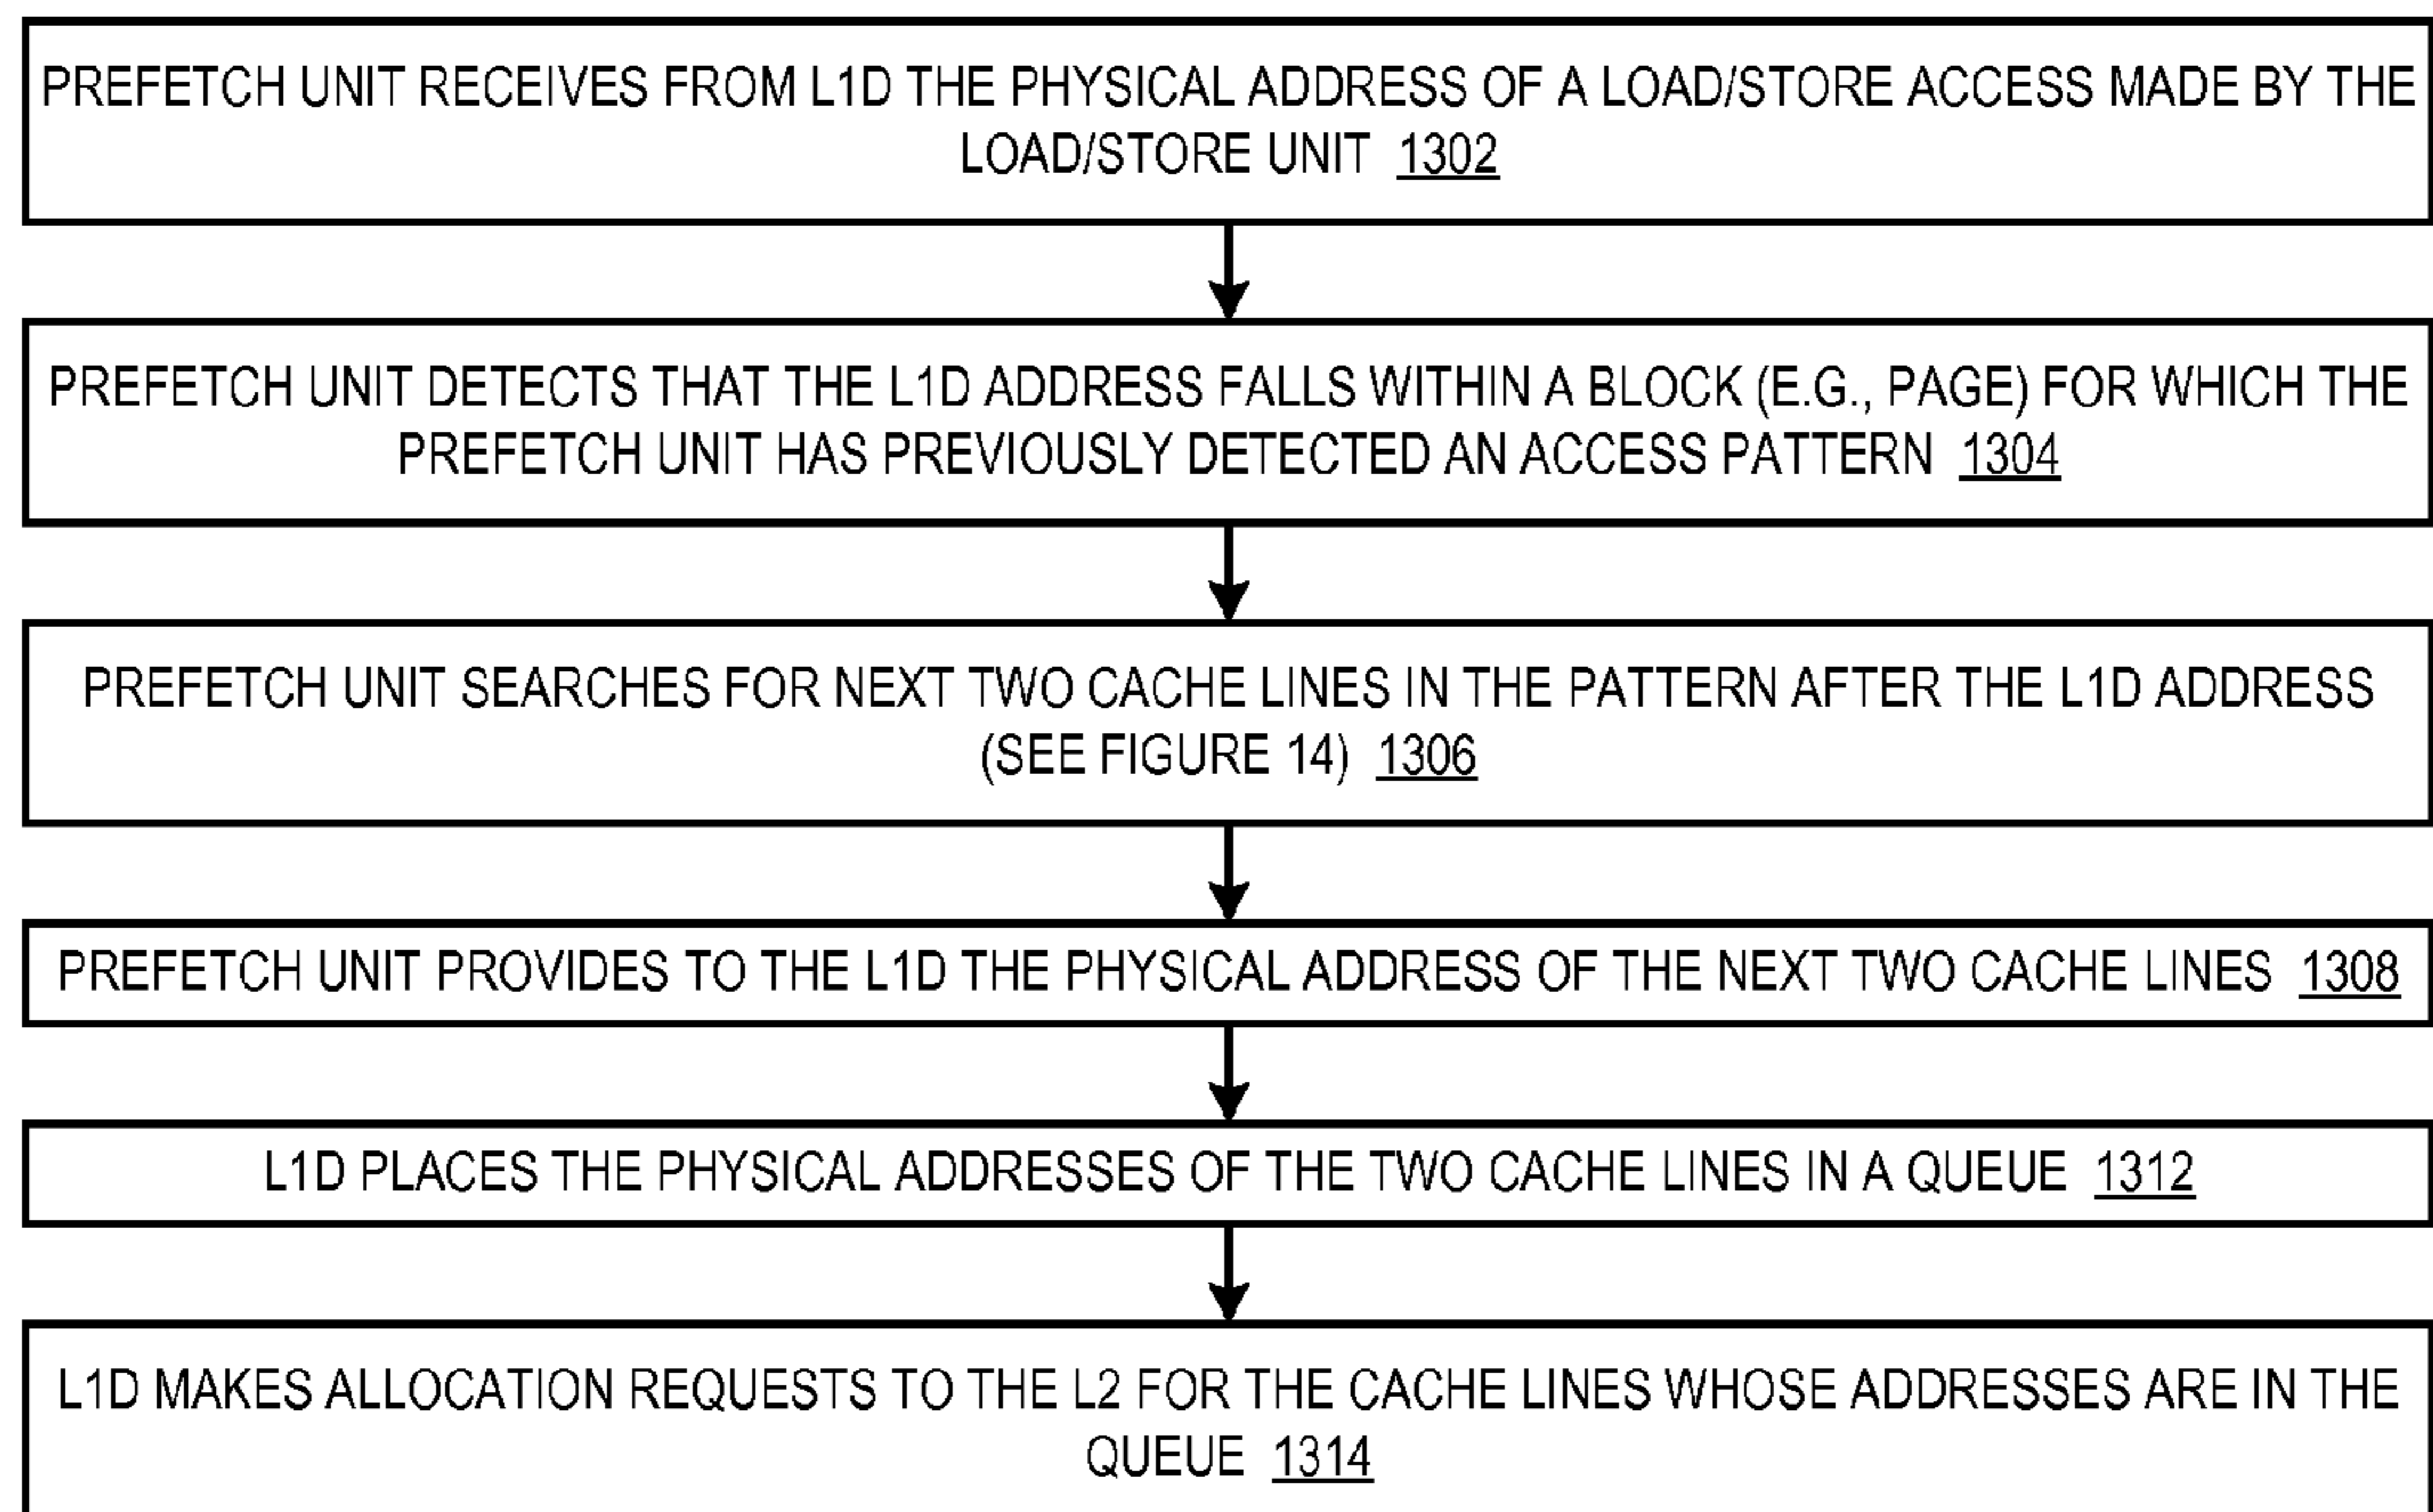 PREFETCH UNIT RECEIVES FROM L1D THE PHYSICAL ADDRESS OF A LOAD/STORE ACCESS MADE BY THE
LOAD/STORE UNIT 1302
PREFETCH UNIT DETECTS THAT THE L1D ADDRESS FALLS WITHIN A BLOCK (E.G., PAGE) FOR WHICH THE
PREFETCH UNIT HAS PREVIOUSLY DETECTED AN ACCESS PATTERN 1304
PREFETCH UNIT SEARCHES FOR NEXT TWO CACHE LINES IN THE PATTERN AFTER THE L1D ADDRESS
(SEE FIGURE 14) 1306
PREFETCH UNIT PROVIDES TO THE L1D THE PHYSICAL ADDRESS OF THE NEXT TWO CACHE LINES 1308
L1D PLACES THE PHYSICAL ADDRESSES OF THE TWO CACHE LINES IN A QUEUE 1312
L1D MAKES ALLOCATION REQUESTS TO THE L2 FOR THE CACHE LINES WHOSE ADDRESSES ARE IN THE
QUEUE 1314